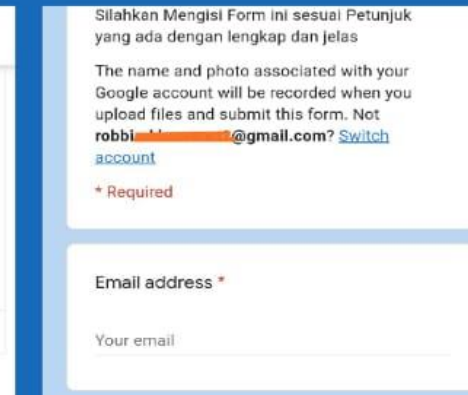 Silahkan Mengisi Form ini sesuai Petunjuk
yang ada dengan lengkap dan jelas
The name and photo associated with your
Google account will be recorded when you
upload files and submit this form. Not
@gmail.com? Switch
account
* Required
Email address *
Your email